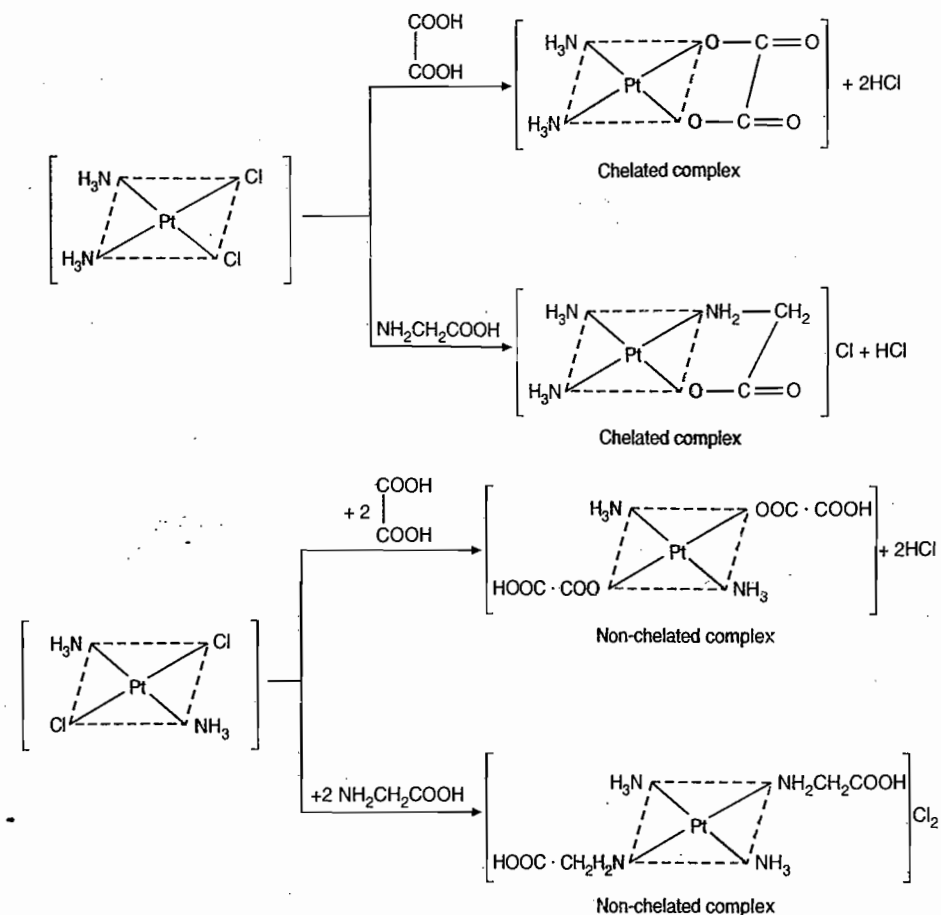 COOH
COOH
H₃N O—C=O
Pt
H₃N O—C=O
+ 2HCl
Chelated complex
H₃N Cl
Pt
H₃N Cl
NH₂CH₂COOH
H₃N NH₂—CH₂
Pt
H₃N O—C=O
Cl + HCl
Chelated complex
COOH
+ 2
COOH
H₃N OOC · COOH
Pt
HOOC · COO NH₃
+ 2HCl
Non-chelated complex
H₃N Cl
Pt
Cl NH₃
+2 NH₂CH₂COOH
H₃N NH₂CH₂COOH
Pt
HOOC · CH₂H₂N NH₃
Cl₂
Non-chelated complex